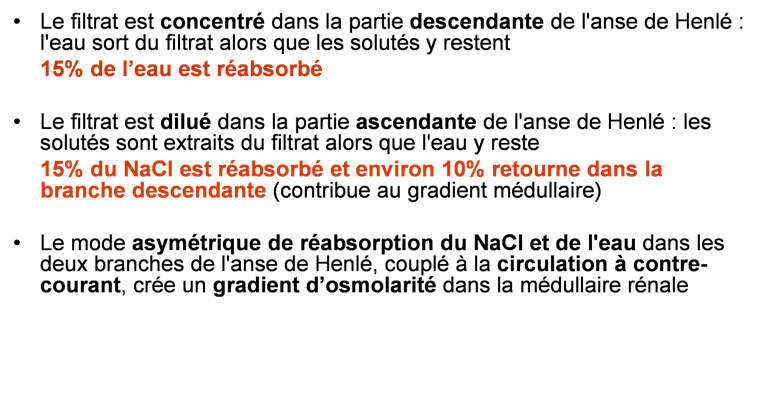 • Le filtrat est concentré dans la partie descendante de l'anse de Henlé :
l'eau sort du filtrat alors que les solutés y restent
15% de l’eau est réabsorbé
• Le filtrat est dilué dans la partie ascendante de l'anse de Henlé : les
solutés sont extraits du filtrat alors que l'eau y reste
15% du NaCl est réabsorbé et environ 10% retourne dans la
branche descendante (contribue au gradient médullaire)
• Le mode asymétrique de réabsorption du NaCl et de l'eau dans les
deux branches de l'anse de Henlé, couplé à la circulation à contre-
courant, crée un gradient d’osmolarité dans la médullaire rénale